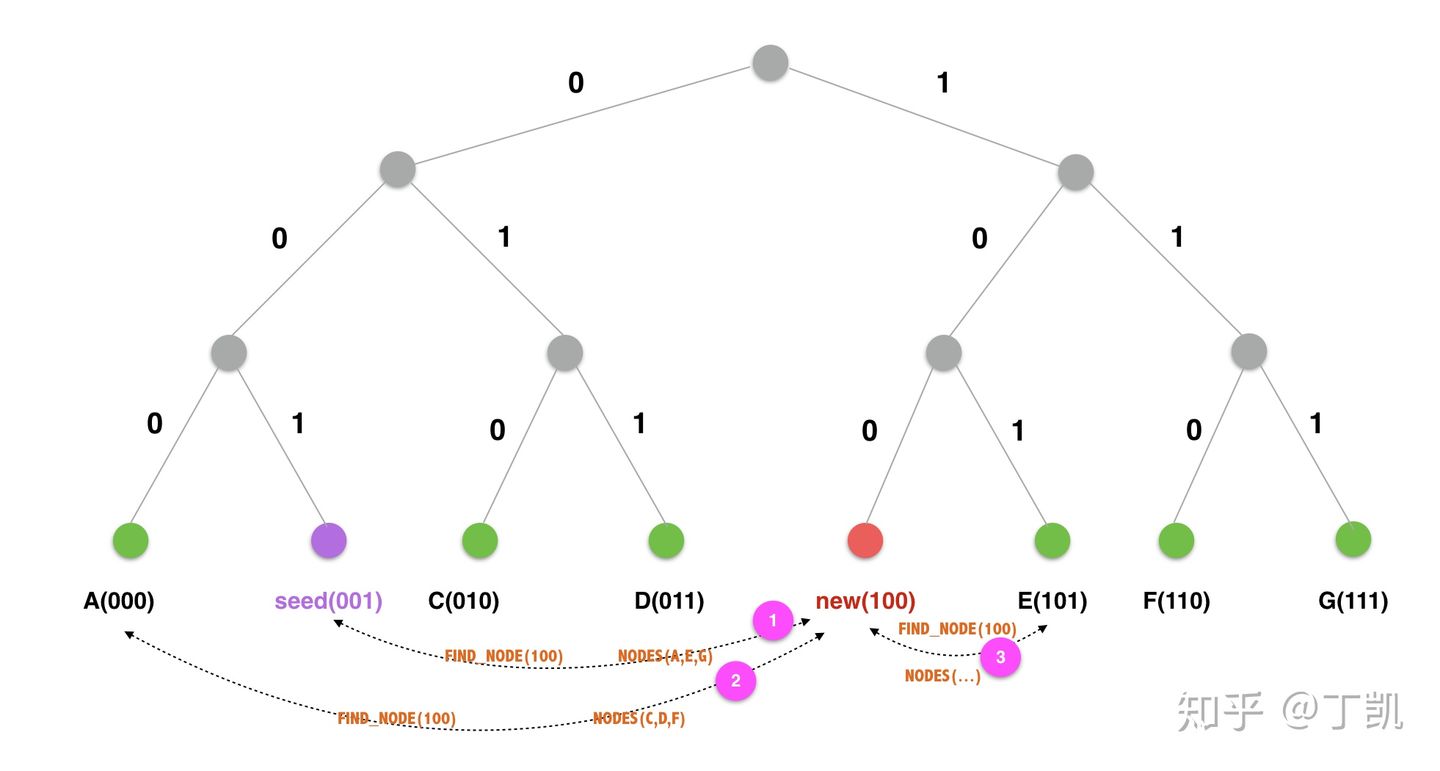 0
1
0
1
0
1
0
1
0
1
0
1
0
1
A(000)
seed(001)
C(010)
D(011)
new(100)
E(101)
F(110)
G(111)
1
FIND_NODE(100)
NODES(A,E,G)
FIND_NODE(100)
3
NODES(...)
2
FIND_NODE(100)
NODES(C,D,F)
知乎 @丁凯